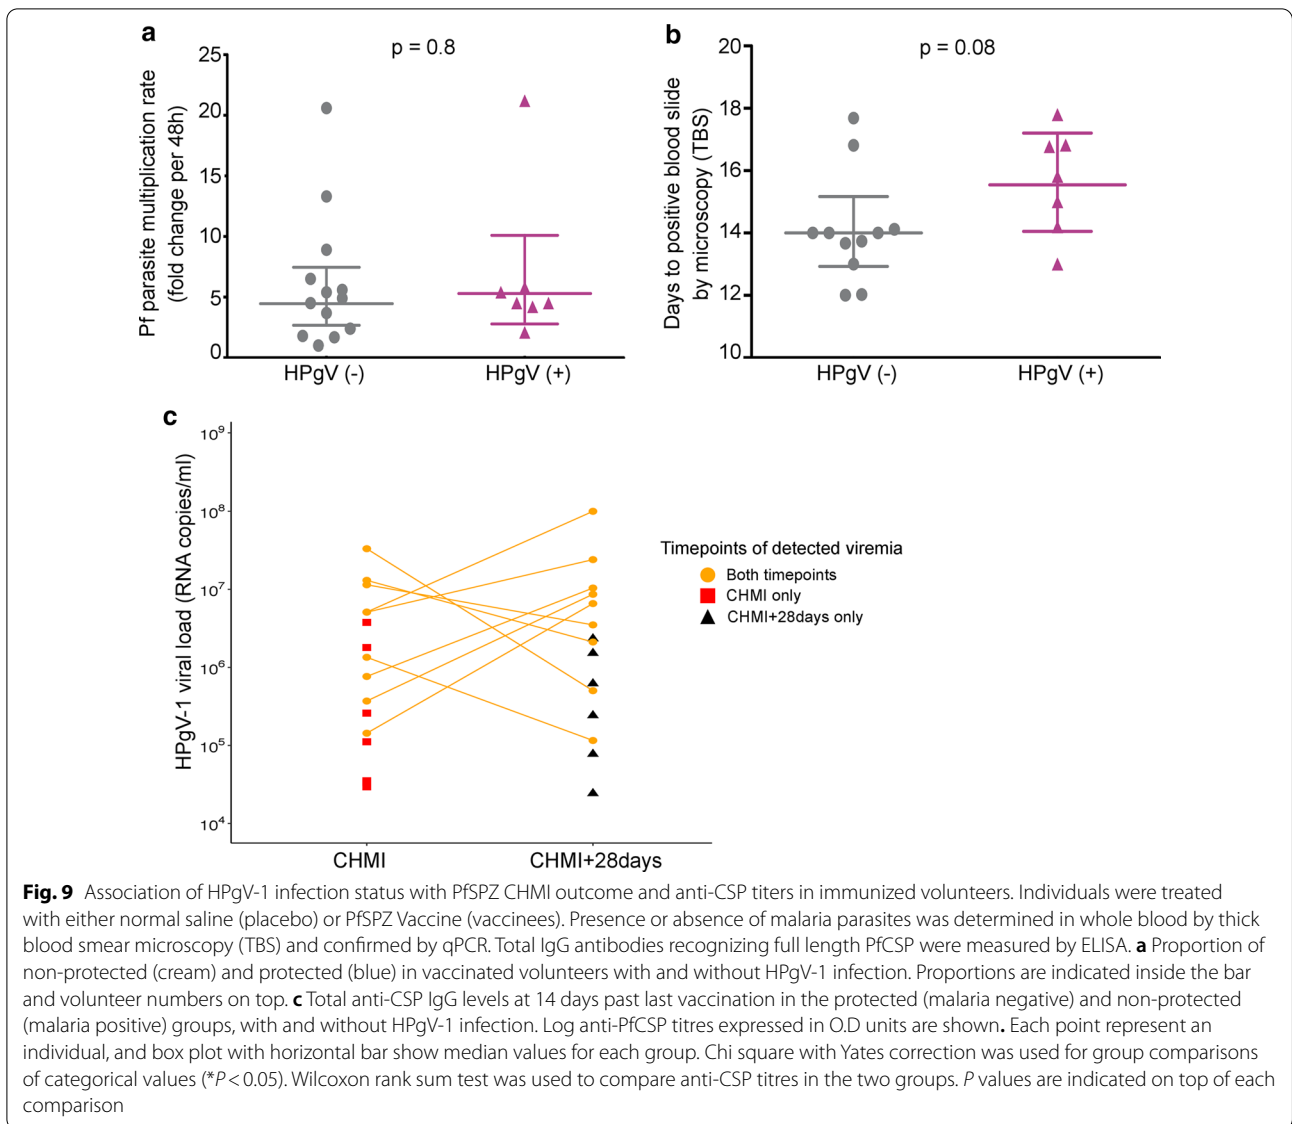 a
p = 0.8
Pf parasite multiplication rate
(fold change per 48h)
25
20
15
10
5
0
HPgV (-)
HPgV (+)
b
p = 0.08
Days to positive blood slide
by microscopy (TBS)
20
18
16
14
12
10
HPgV (-)
HPgV (+)
c
HPgV-1 viral load (RNA copies/ml)
10⁹
10⁸
10⁷
10⁶
10⁵
10⁴
CHMI
CHMI+28days
Timepoints of detected viremia
Both timepoints
CHMI only
CHMI+28days only
Fig. 9 Association of HPgV-1 infection status with PfSPZ CHMI outcome and anti-CSP titers in immunized volunteers. Individuals were treated
with either normal saline (placebo) or PfSPZ Vaccine (vaccinees). Presence or absence of malaria parasites was determined in whole blood by thick
blood smear microscopy (TBS) and confirmed by qPCR. Total IgG antibodies recognizing full length PfCSP were measured by ELISA. a Proportion of
non-protected (cream) and protected (blue) in vaccinated volunteers with and without HPgV-1 infection. Proportions are indicated inside the bar
and volunteer numbers on top. c Total anti-CSP IgG levels at 14 days past last vaccination in the protected (malaria negative) and non-protected
(malaria positive) groups, with and without HPgV-1 infection. Log anti-PfCSP titres expressed in O.D units are shown. Each point represent an
individual, and box plot with horizontal bar show median values for each group. Chi square with Yates correction was used for group comparisons
of categorical values (*P < 0.05). Wilcoxon rank sum test was used to compare anti-CSP titres in the two groups. P values are indicated on top of each
comparison